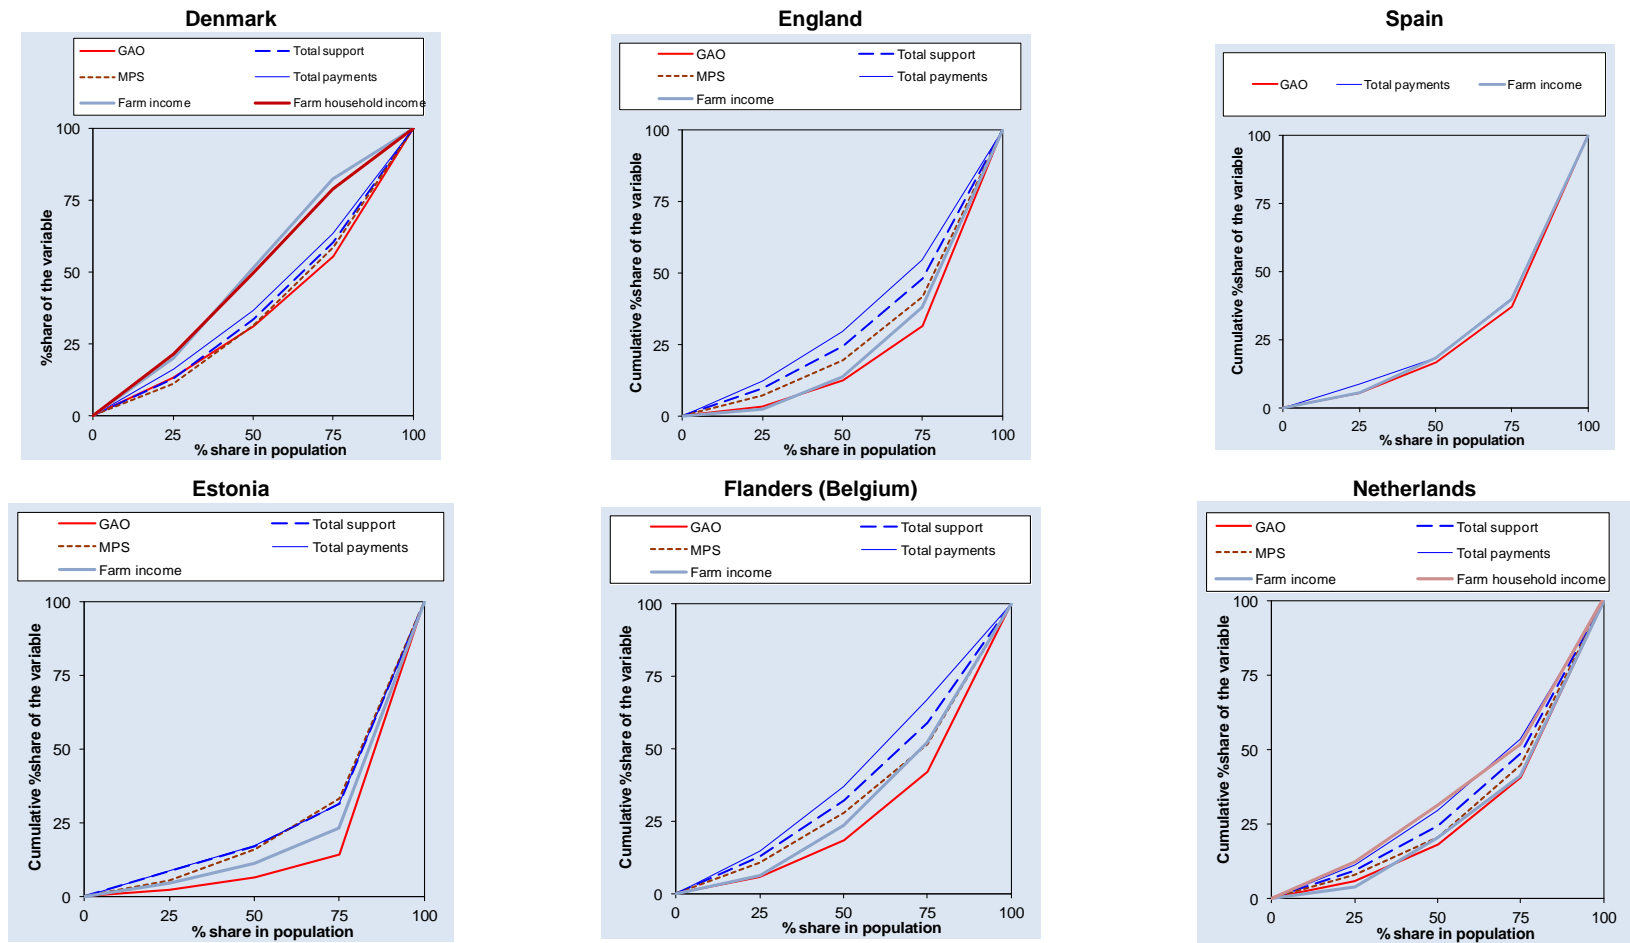 Denmark
GAO Total support
MPS Total payments
Farm income Farm household income
%share of the variable
100
75
50
25
0
0 25 50 75 100
% share in population
England
GAO Total support
MPS Total payments
Farm income
Cumulative %share of the variable
100
75
50
25
0
0 25 50 75 100
% share in population
Spain
GAO Total payments Farm income
Cumulative %share of the variable
100
75
50
25
0
0 25 50 75 100
% share in population
Estonia
GAO Total support
MPS Total payments
Farm income
Cumulative %share of the variable
100
75
50
25
0
0 25 50 75 100
% share in population
Flanders (Belgium)
GAO Total support
MPS Total payments
Farm income
Cumulative %share of the variable
100
75
50
25
0
0 25 50 75 100
% share in population
Netherlands
GAO Total support
MPS Total payments
Farm income Farm household income
Cumulative %share of the variable
100
75
50
25
0
0 25 50 75 100
% share in population